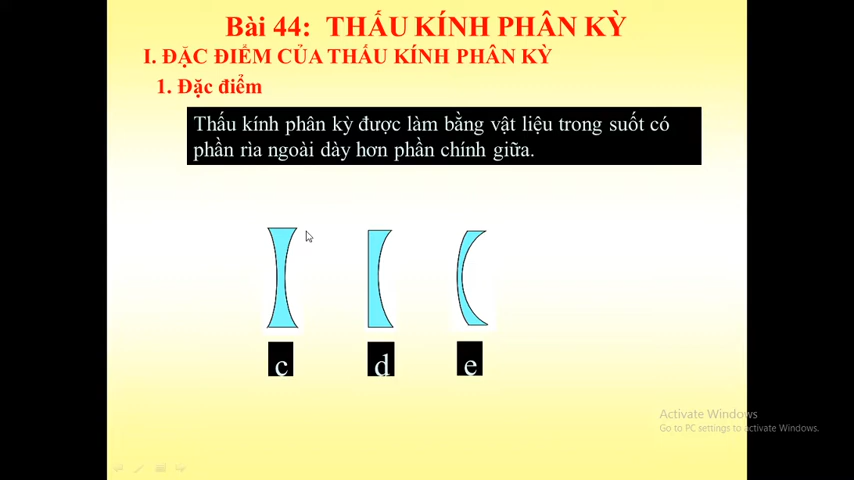 Bài 44: THẤU KÍNH PHÂN KỲ
I. ĐẶC ĐIỂM CỦA THẤU KÍNH PHÂN KỲ
1. Đặc điểm
Thấu kính phân kỳ được làm bằng vật liệu trong suốt có
phần rìa ngoài dày hơn phần chính giữa.
c d e
Activate Windows
Go to PC settings to activate Windows.